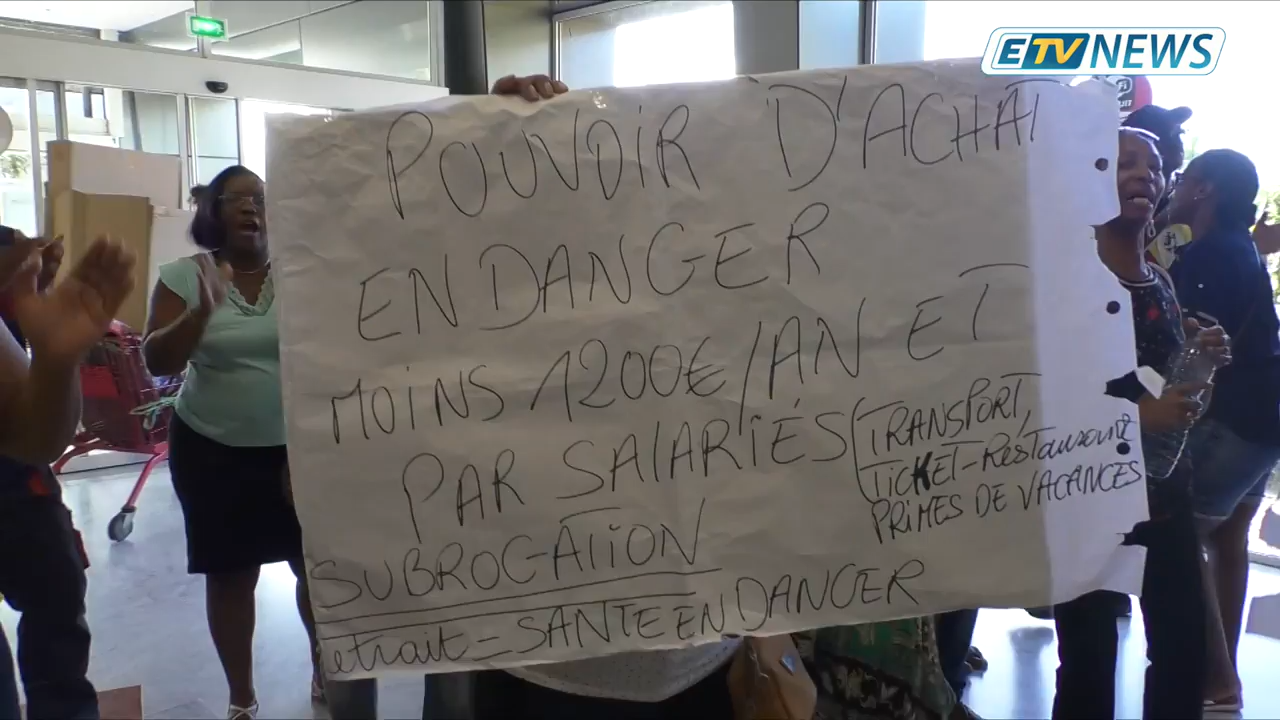 ETV NEWS
POUVOIR D'ACHAT
EN DANGER
MOINS 1200€/AN ET
PAR SALARIÉS (TRANSPORT,
TICKET-Restaurant
PRIMES DE VACANCES
SUBROGATION
etrait = SANTE EN DANGER